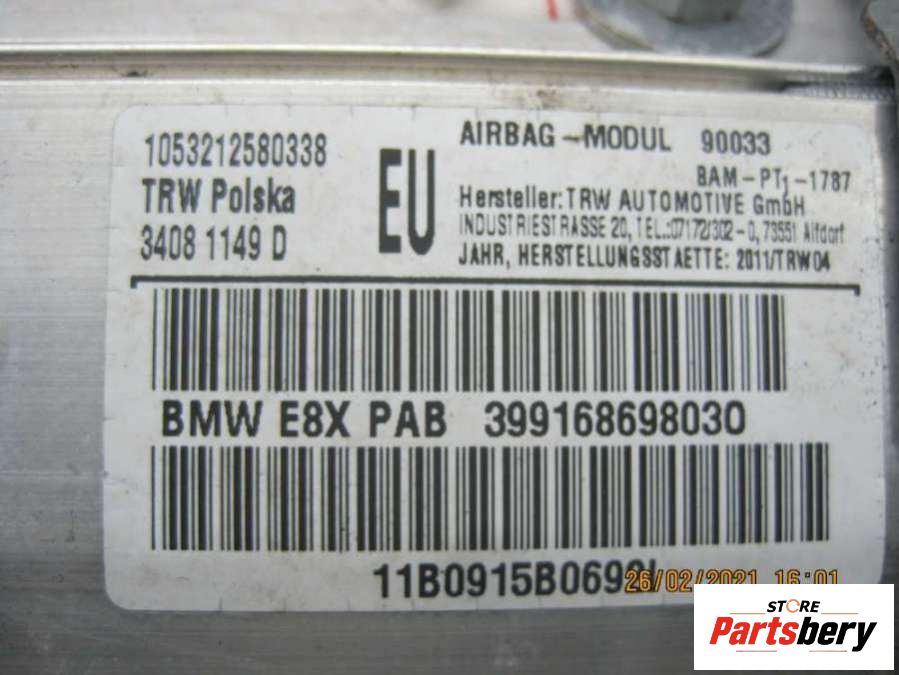 1053212580338
TRW Polska
3408 1149 D
EU
AIRBAG-MODUL 90033
BAM-PT1-1787
Hersteller: TRW AUTOMOTIVE GmbH
INDUSTRIESTRASSE 20, TEL.:07172/302-0, 73551 Alfdorf
JAHR, HERSTELLUNGSSTAETTE: 2011/TRW04
BMW E8X PAB 399168698030
26/02/2021 16:01
STORE
Partsbery